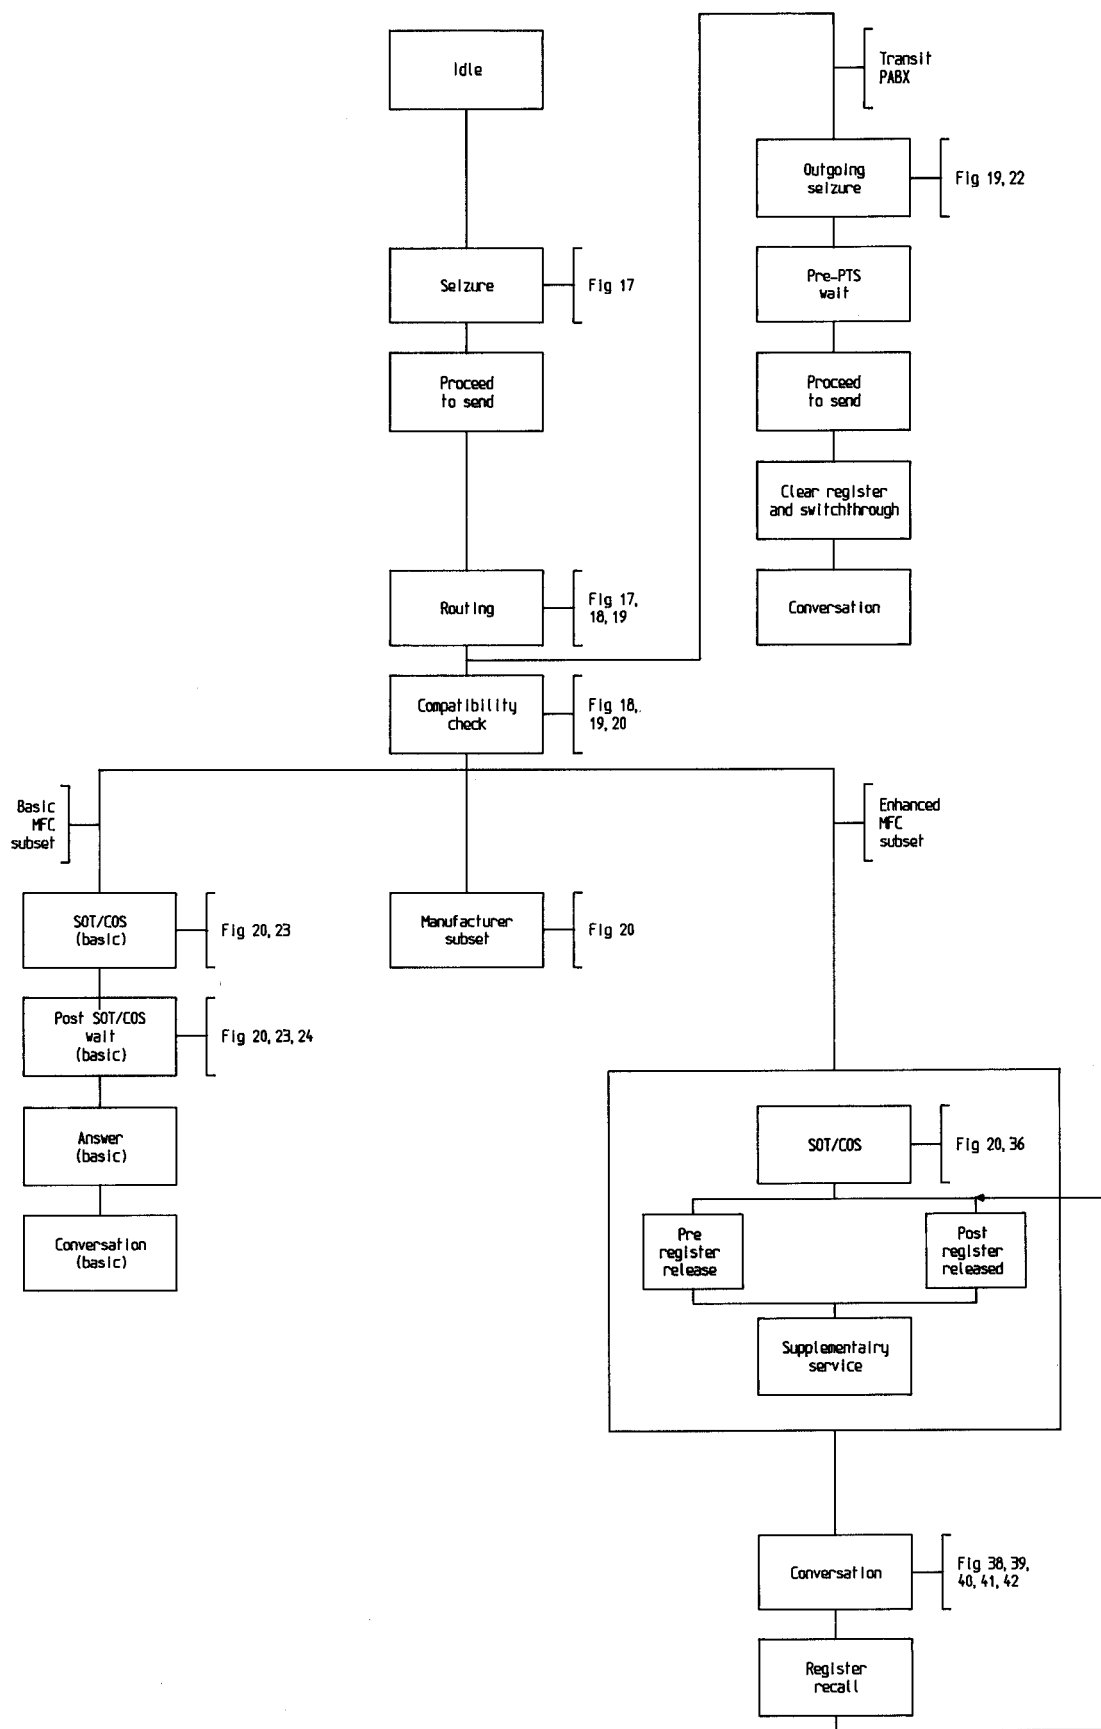 Idle
Transit
PABX
Outgoing
seizure
Fig 19, 22
Seizure
Fig 17
Pre-PTS
wait
Proceed
to send
Proceed
to send
Clear register
and switchthrough
Routing
Fig 17,
18, 19
Conversation
Compatibility
check
Fig 18,
19, 20
Basic
MFC
subset
Enhanced
MFC
subset
SOT/COS
(basic)
Fig 20, 23
Manufacturer
subset
Fig 20
Post SOT/COS
wait
(basic)
Fig 20, 23, 24
Answer
(basic)
SOT/COS
Fig 20, 36
Conversation
(basic)
Pre
register
release
Post
register
released
Supplementairy
service
Conversation
Fig 38, 39,
40, 41, 42
Register
recall